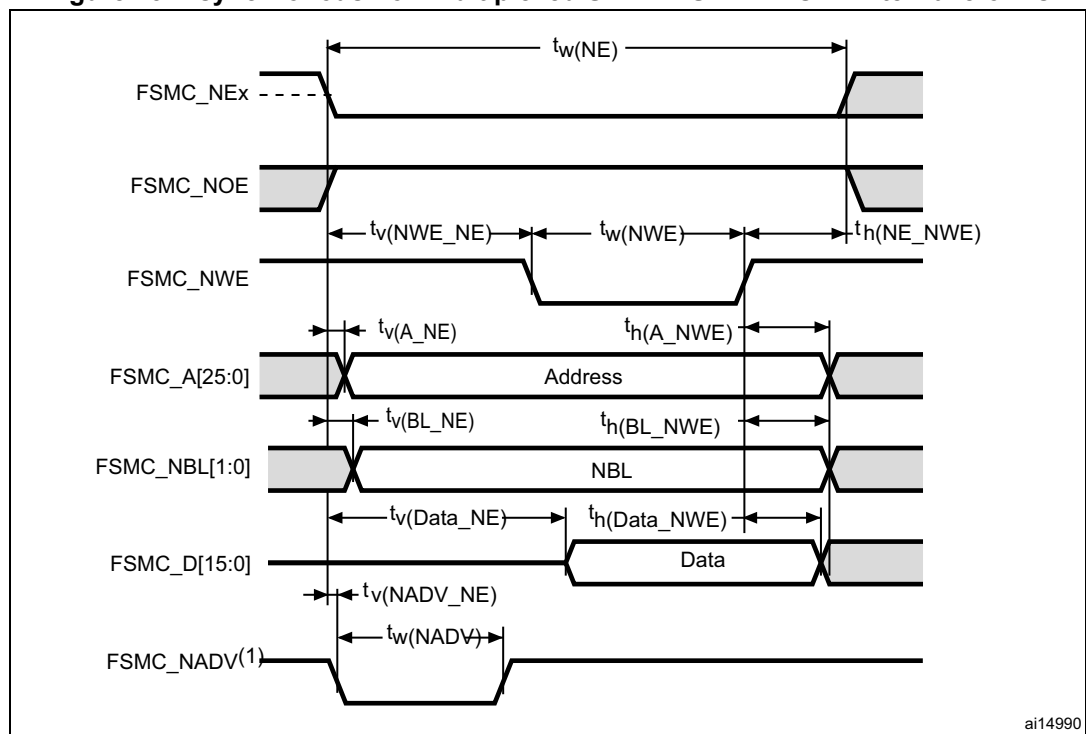 tw(NE)
FSMC_NEx
FSMC_NOE
tv(NWE_NE)
tw(NWE)
th(NE_NWE)
FSMC_NWE
tv(A_NE)
th(A_NWE)
FSMC_A[25:0]
Address
tv(BL_NE)
th(BL_NWE)
FSMC_NBL[1:0]
NBL
tv(Data_NE)
th(Data_NWE)
FSMC_D[15:0]
Data
tv(NADV_NE)
tw(NADV)
FSMC_NADV(1)
ai14990